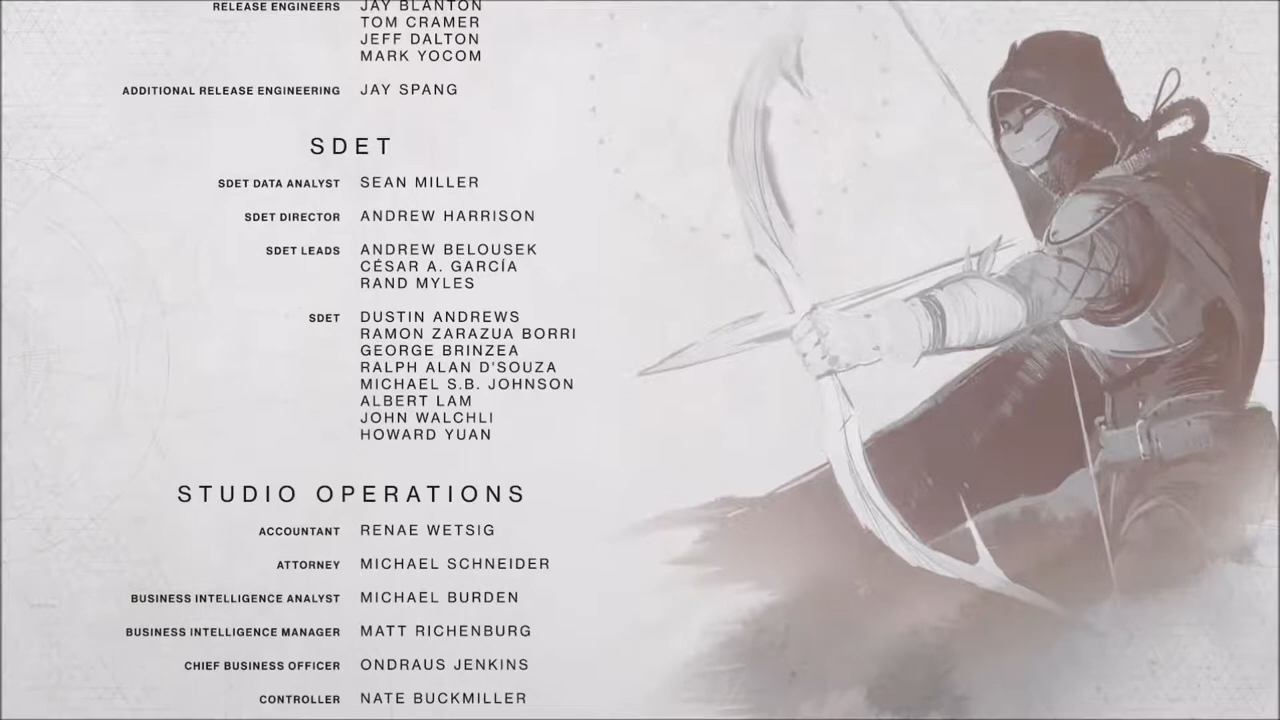 RELEASE ENGINEERS JAY BLANTON
TOM CRAMER
JEFF DALTON
MARK YOCOM
ADDITIONAL RELEASE ENGINEERING JAY SPANG
SDET
SDET DATA ANALYST SEAN MILLER
SDET DIRECTOR ANDREW HARRISON
SDET LEADS ANDREW BELOUSEK
CÉSAR A. GARCÍA
RAND MYLES
SDET DUSTIN ANDREWS
RAMON ZARAZUA BORRI
GEORGE BRINZEA
RALPH ALAN D'SOUZA
MICHAEL S.B. JOHNSON
ALBERT LAM
JOHN WALCHLI
HOWARD YUAN
STUDIO OPERATIONS
ACCOUNTANT RENAE WETSIG
ATTORNEY MICHAEL SCHNEIDER
BUSINESS INTELLIGENCE ANALYST MICHAEL BURDEN
BUSINESS INTELLIGENCE MANAGER MATT RICHENBURG
CHIEF BUSINESS OFFICER ONDRAUS JENKINS
CONTROLLER NATE BUCKMILLER